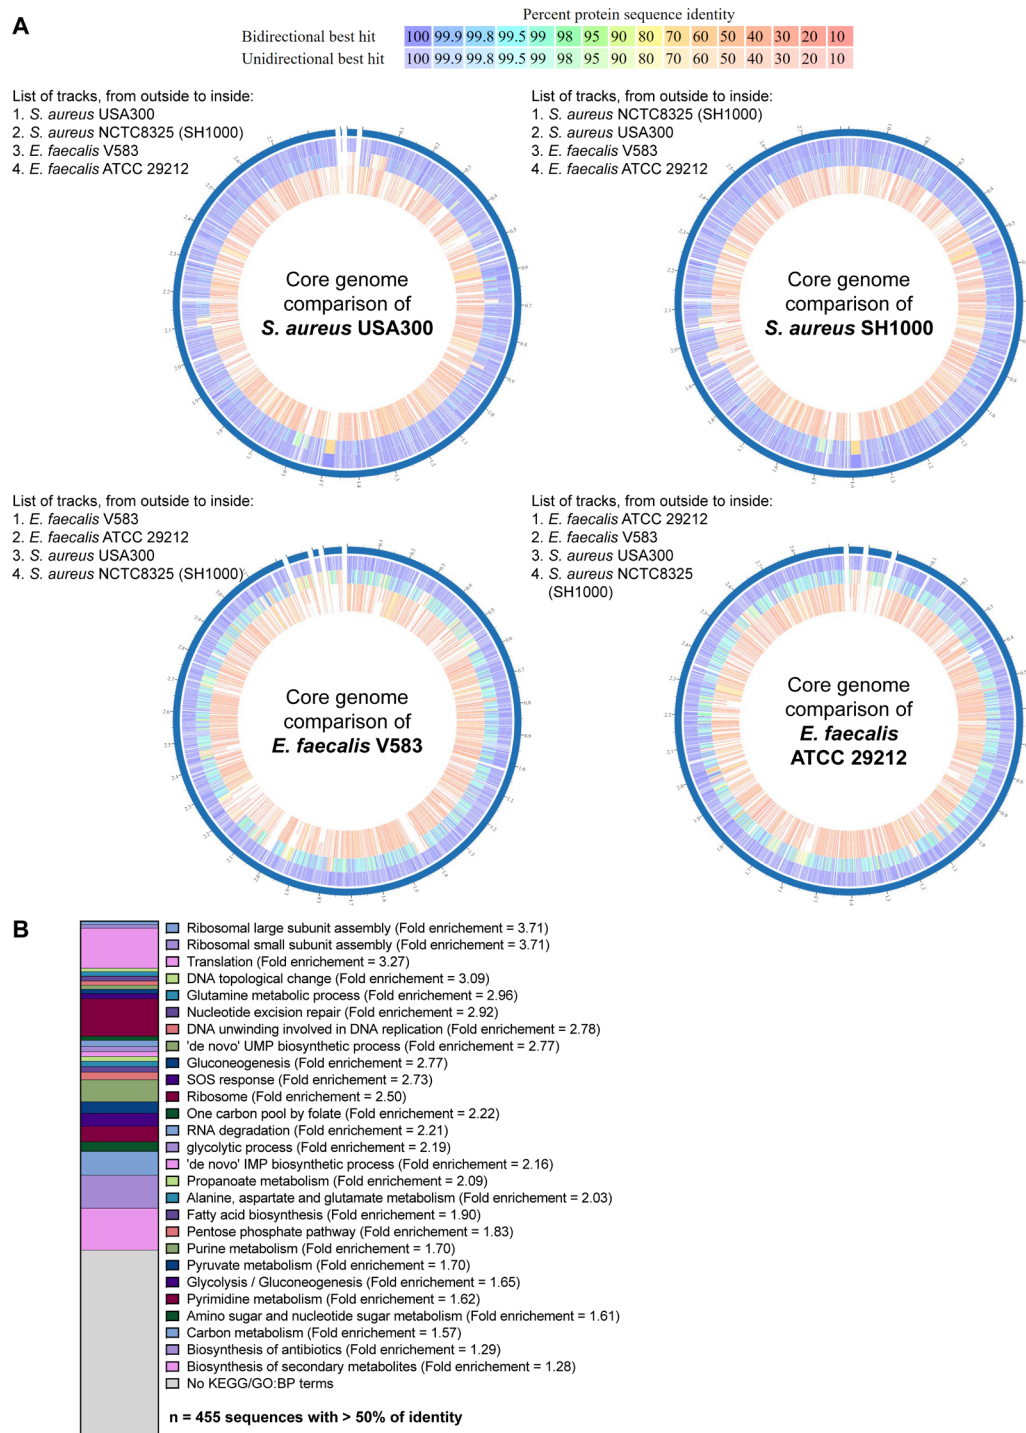 A
Percent protein sequence identity
Bidirectional best hit 100 99.9 99.8 99.5 99 98 95 90 80 70 60 50 40 30 20 10
Unidirectional best hit 100 99.9 99.8 99.5 99 98 95 90 80 70 60 50 40 30 20 10
List of tracks, from outside to inside:
1. S. aureus USA300
2. S. aureus NCTC8325 (SH1000)
3. E. faecalis V583
4. E. faecalis ATCC 29212
Core genome
comparison of
S. aureus USA300
List of tracks, from outside to inside:
1. S. aureus NCTC8325 (SH1000)
2. S. aureus USA300
3. E. faecalis V583
4. E. faecalis ATCC 29212
Core genome
comparison of
S. aureus SH1000
List of tracks, from outside to inside:
1. E. faecalis V583
2. E. faecalis ATCC 29212
3. S. aureus USA300
4. S. aureus NCTC8325 (SH1000)
Core genome
comparison of
E. faecalis V583
List of tracks, from outside to inside:
1. E. faecalis ATCC 29212
2. E. faecalis V583
3. S. aureus USA300
4. S. aureus NCTC8325
(SH1000)
Core genome
comparison of
E. faecalis
ATCC 29212
B
Ribosomal large subunit assembly (Fold enrichement = 3.71)
Ribosomal small subunit assembly (Fold enrichement = 3.71)
Translation (Fold enrichement = 3.27)
DNA topological change (Fold enrichement = 3.09)
Glutamine metabolic process (Fold enrichement = 2.96)
Nucleotide excision repair (Fold enrichement = 2.92)
DNA unwinding involved in DNA replication (Fold enrichement = 2.78)
'de novo' UMP biosynthetic process (Fold enrichement = 2.77)
Gluconeogenesis (Fold enrichement = 2.77)
SOS response (Fold enrichement = 2.73)
Ribosome (Fold enrichement = 2.50)
One carbon pool by folate (Fold enrichement = 2.22)
RNA degradation (Fold enrichement = 2.21)
glycolytic process (Fold enrichement = 2.19)
'de novo' IMP biosynthetic process (Fold enrichement = 2.16)
Propanoate metabolism (Fold enrichement = 2.09)
Alanine, aspartate and glutamate metabolism (Fold enrichement = 2.03)
Fatty acid biosynthesis (Fold enrichement = 1.90)
Pentose phosphate pathway (Fold enrichement = 1.83)
Purine metabolism (Fold enrichement = 1.70)
Pyruvate metabolism (Fold enrichement = 1.70)
Glycolysis / Gluconeogenesis (Fold enrichement = 1.65)
Pyrimidine metabolism (Fold enrichement = 1.62)
Amino sugar and nucleotide sugar metabolism (Fold enrichement = 1.61)
Carbon metabolism (Fold enrichement = 1.57)
Biosynthesis of antibiotics (Fold enrichement = 1.29)
Biosynthesis of secondary metabolites (Fold enrichement = 1.28)
No KEGG/GO:BP terms
n = 455 sequences with > 50% of identity